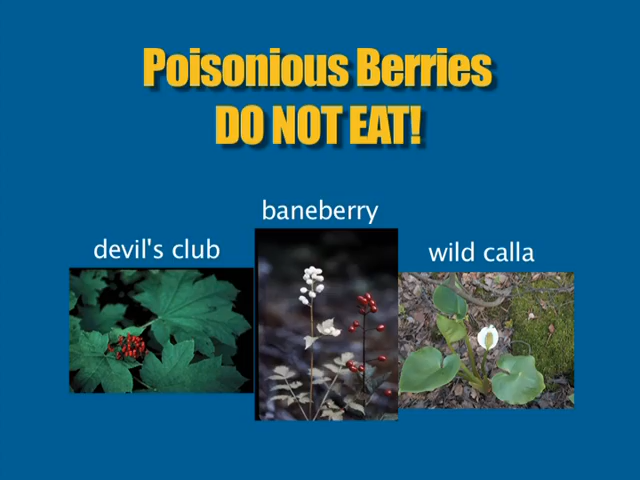 Poisonious Berries
DO NOT EAT!
baneberry
devil's club
wild calla